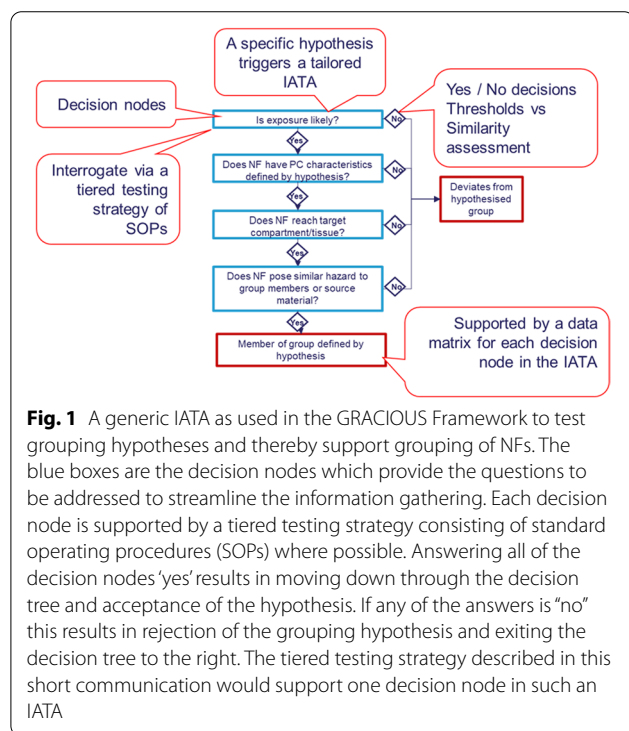 A specific hypothesis
triggers a tailored
IATA
Decision nodes
Yes / No decisions
Thresholds vs
Similarity
assessment
Is exposure likely?
No
Yes
Interrogate via a
tiered testing
strategy of
SOPs
Does NF have PC characteristics
defined by hypothesis?
No
Yes
Deviates from
hypothesised
group
Does NF reach target
compartment/tissue?
No
Yes
Does NF pose similar hazard to
group members or source
material?
No
Yes
Member of group defined by
hypothesis
Supported by a data
matrix for each decision
node in the IATA
Fig. 1 A generic IATA as used in the GRACIOUS Framework to test
grouping hypotheses and thereby support grouping of NFs. The
blue boxes are the decision nodes which provide the questions to
be addressed to streamline the information gathering. Each decision
node is supported by a tiered testing strategy consisting of standard
operating procedures (SOPs) where possible. Answering all of the
decision nodes ‘yes’ results in moving down through the decision
tree and acceptance of the hypothesis. If any of the answers is “no”
this results in rejection of the grouping hypothesis and exiting the
decision tree to the right. The tiered testing strategy described in this
short communication would support one decision node in such an
IATA